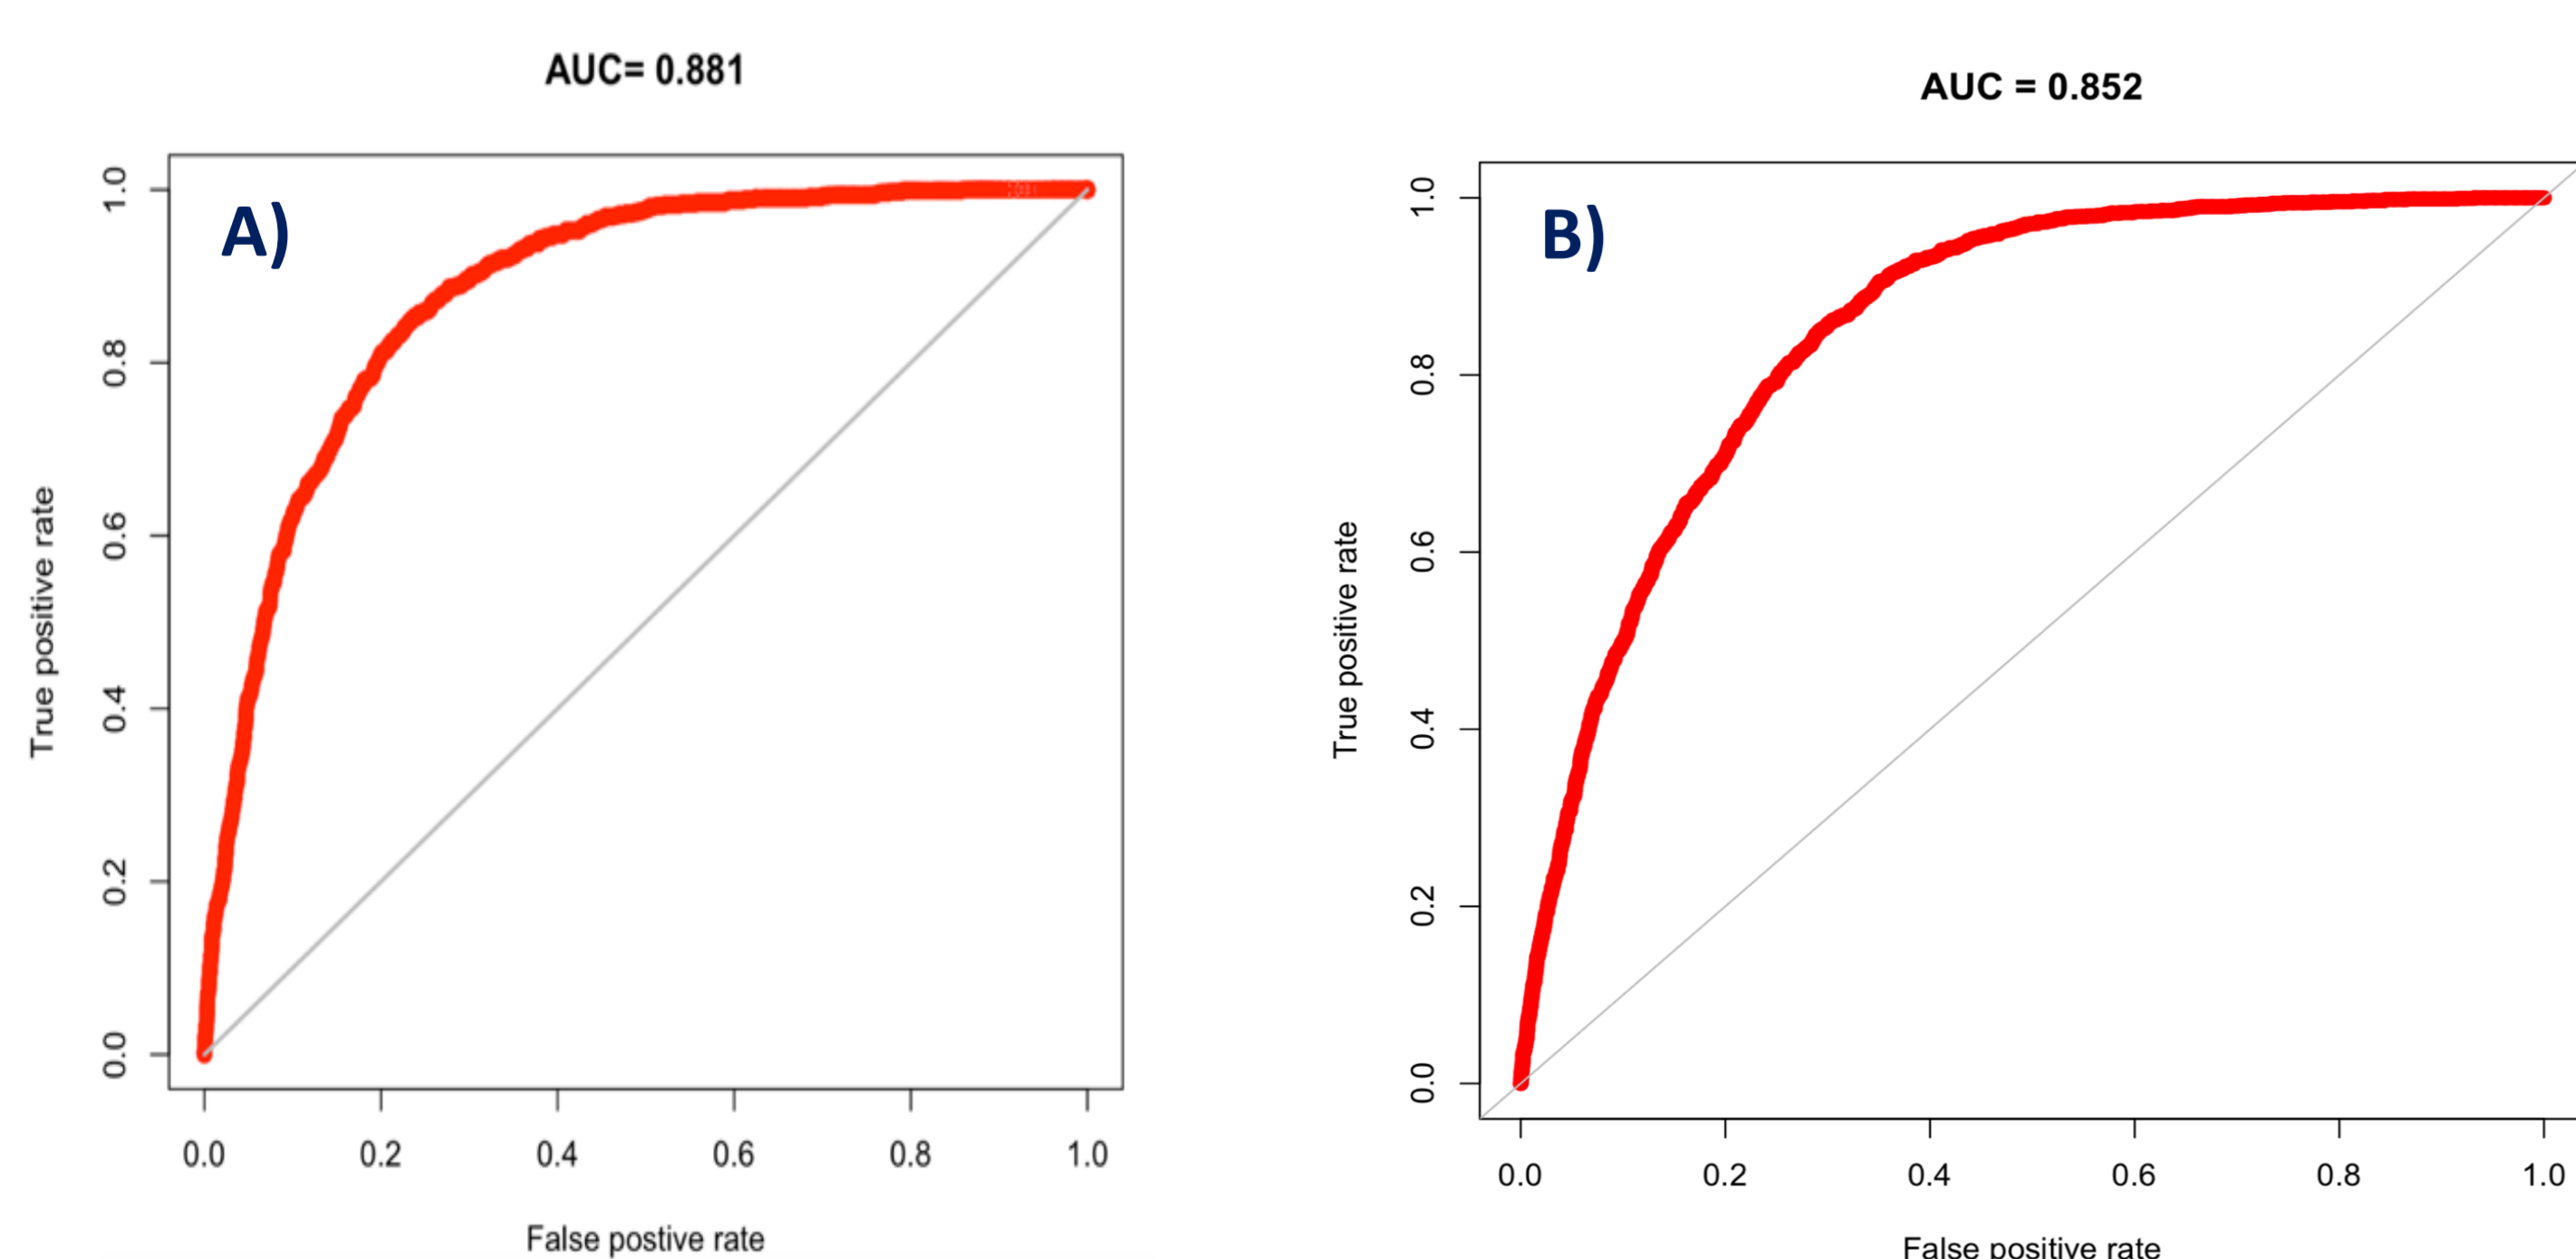 AUC= 0.881
A)
True positive rate
1.0
0.8
0.6
0.4
0.2
0.0
0.0 0.2 0.4 0.6 0.8 1.0
False postive rate
AUC = 0.852
B)
True positive rate
1.0
0.8
0.6
0.4
0.2
0.0
0.0 0.2 0.4 0.6 0.8 1.0
False positive rate